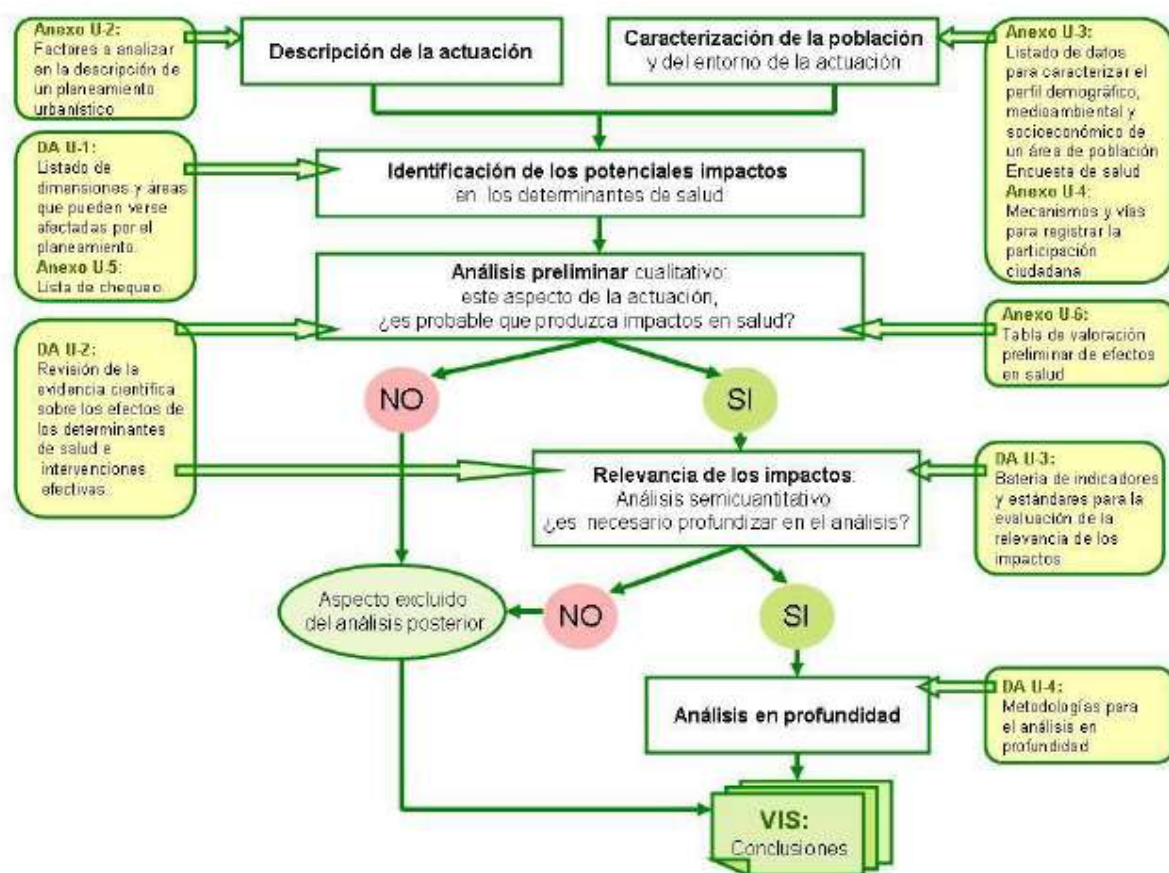 Anexo U-2:
Factores a analizar
en la descripción de
un planeamiento
urbanístico
Descripción de la actuación
Caracterización de la población
y del entorno de la actuación
Anexo U-3:
Listado de datos
para caracterizar el
perfil demográfico,
medioambiental y
socioeconómico de
un área de población
Encuesta de salud
Anexo U-4:
Mecanismos y vías
para registrar la
participación
ciudadana
DA U-1:
Listado de
dimensiones y áreas
que pueden verse
afectadas por el
planeamiento.
Anexo U-5:
Lista de chequeo.
Identificación de los potenciales impactos
en los determinantes de salud
Análisis preliminar cualitativo:
este aspecto de la actuación,
¿es probable que produzca impactos en salud?
Anexo U-6:
Tabla de valoración
preliminar de efectos
en salud
DA U-2:
Revisión de la
evidencia científica
sobre los efectos de
los determinantes
de salud e
intervenciones
efectivas.
NO
SI
Relevancia de los impactos:
Análisis semicuantitativo
¿es necesario profundizar en el análisis?
DA U-3:
Batería de indicadores
y estándares para la
evaluación de la
relevancia de los
impactos
Aspecto excluido
del análisis posterior
NO
SI
Análisis en profundidad
DA U-4:
Metodologías para
el análisis en
profundidad
VIS:
Conclusiones